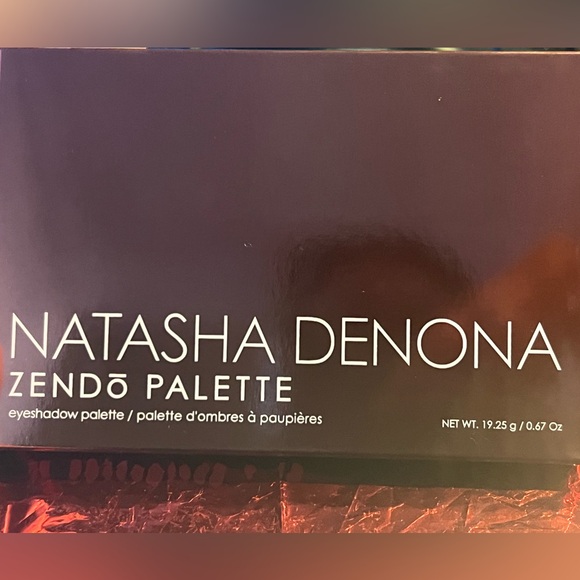 NATASHA DENONA
ZENDŌ PALETTE
eyeshadow palette / palette d'ombres à paupières
NET WT. 19.25 g / 0.67 Oz